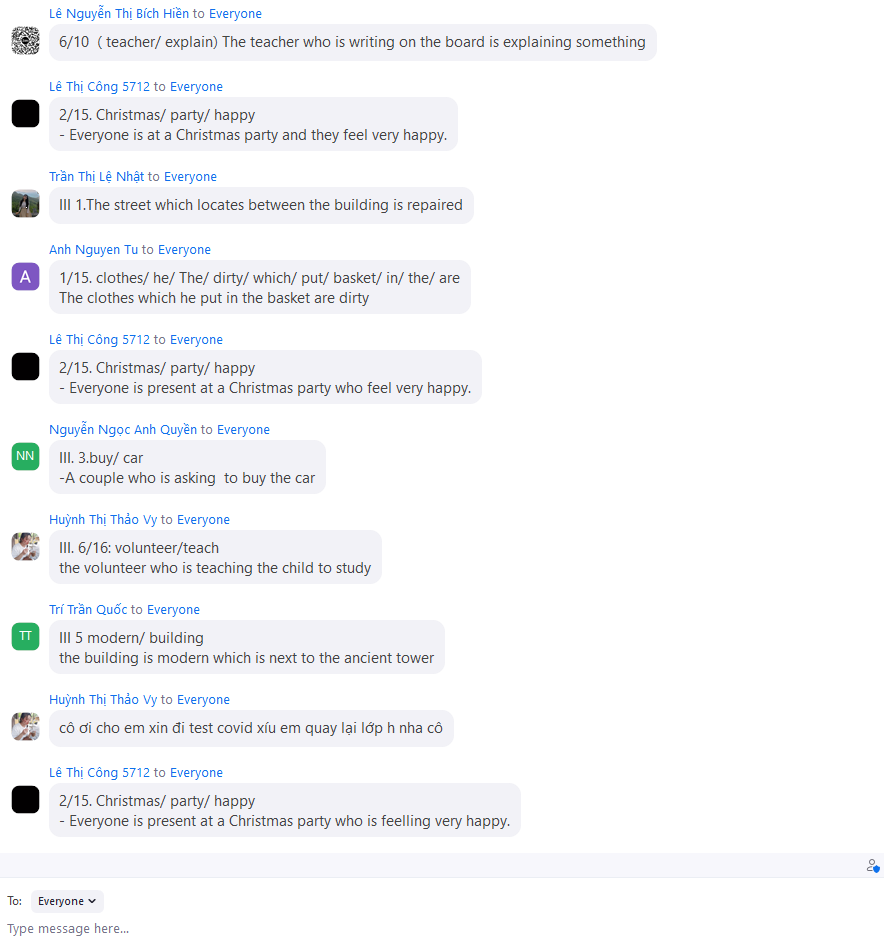 Lê Nguyễn Thị Bích Hiền to Everyone
6/10 ( teacher/ explain) The teacher who is writing on the board is explaining something
Lê Thị Công 5712 to Everyone
2/15. Christmas/ party/ happy
- Everyone is at a Christmas party and they feel very happy.
Trần Thị Lệ Nhật to Everyone
III 1.The street which locates between the building is repaired
Anh Nguyen Tu to Everyone
A
1/15. clothes/ he/ The/ dirty/ which/ put/ basket/ in/ the/ are
The clothes which he put in the basket are dirty
Lê Thị Công 5712 to Everyone
2/15. Christmas/ party/ happy
- Everyone is present at a Christmas party who feel very happy.
Nguyễn Ngọc Anh Quyền to Everyone
NN
III. 3.buy/ car
-A couple who is asking to buy the car
Huỳnh Thị Thảo Vy to Everyone
III. 6/16: volunteer/teach
the volunteer who is teaching the child to study
Trí Trần Quốc to Everyone
TT
III 5 modern/ building
the building is modern which is next to the ancient tower
Huỳnh Thị Thảo Vy to Everyone
cô ơi cho em xin đi test covid xíu em quay lại lớp h nha cô
Lê Thị Công 5712 to Everyone
2/15. Christmas/ party/ happy
- Everyone is present at a Christmas party who is feelling very happy.
To: Everyone
Type message here...